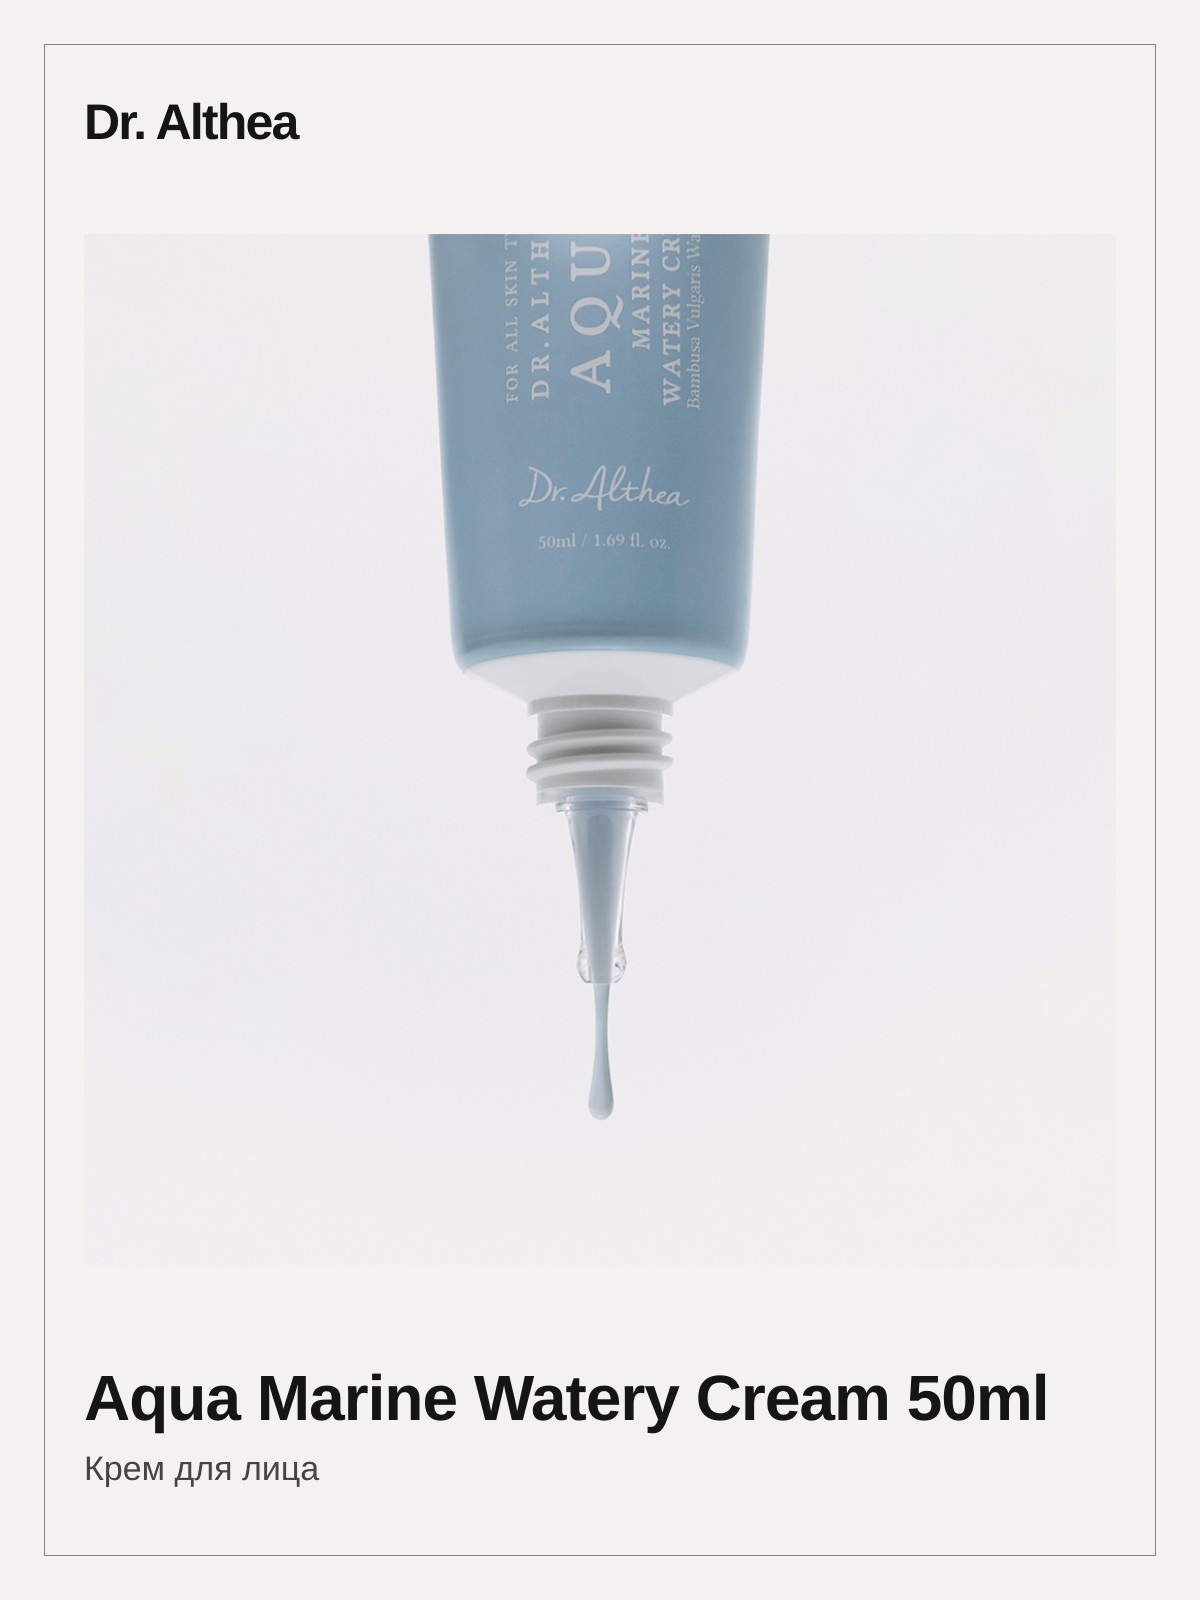 Dr. Althea
FOR ALL SKIN
DR.ALTH
AQU
MARINE
WATERY CR
Bambusa Vulgaris Wa
Dr. Althea
50ml / 1.69 fl. oz.
Aqua Marine Watery Cream 50ml
Крем для лица